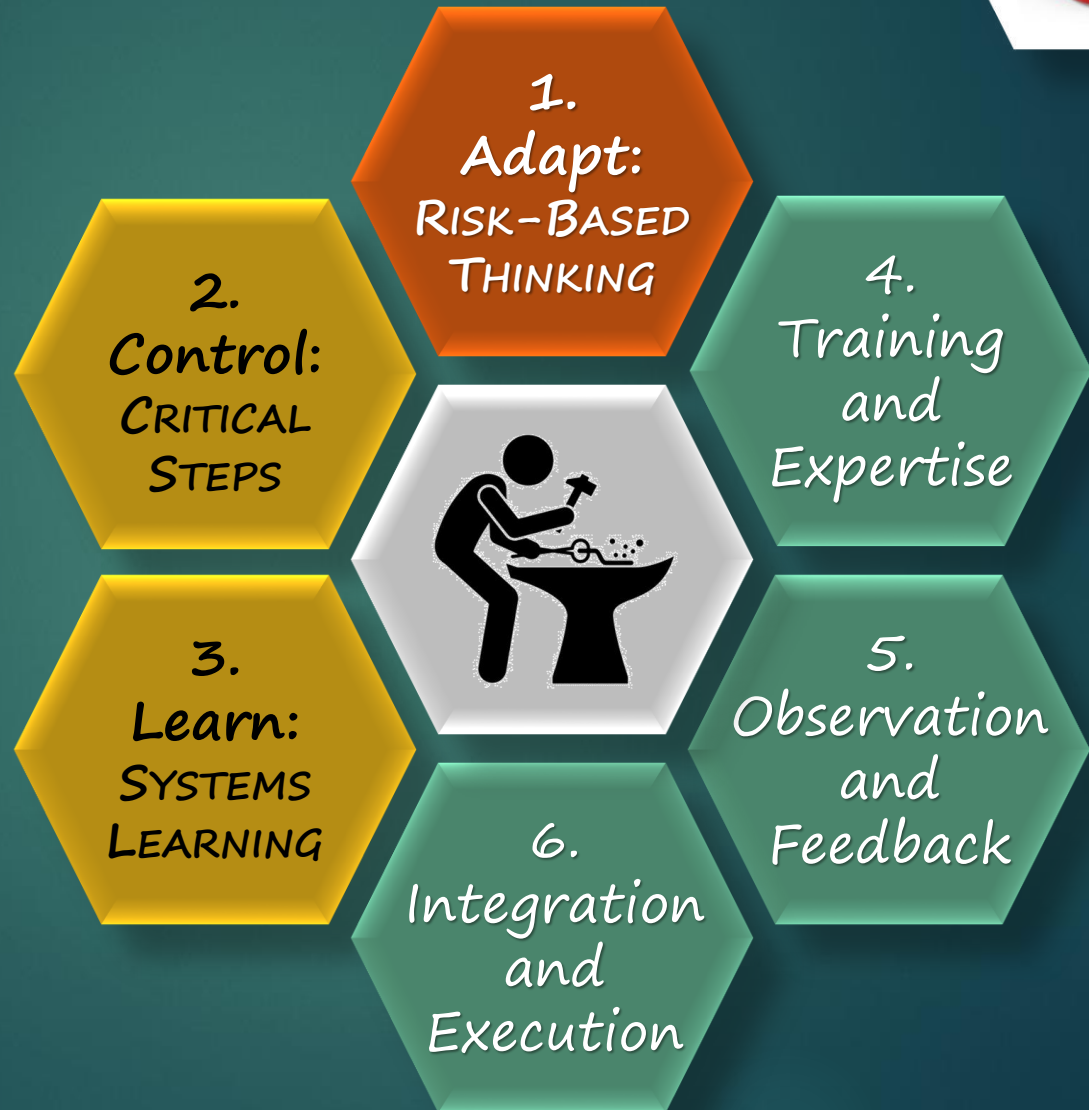 1.
Adapt:
RISK-BASED
THINKING
2.
Control:
CRITICAL
STEPS
3.
Learn:
SYSTEMS
LEARNING
4.
Training
and
Expertise
5.
Observation
and
Feedback
6.
Integration
and
Execution